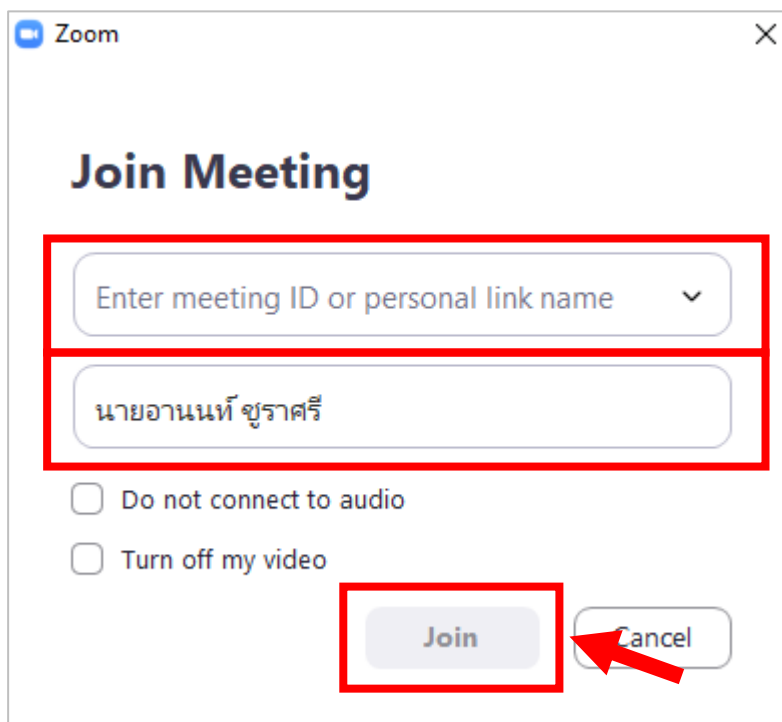 Zoom
Join Meeting
Enter meeting ID or personal link name
นายอานนท์ ชูราศรี
Do not connect to audio
Turn off my video
Join
Cancel